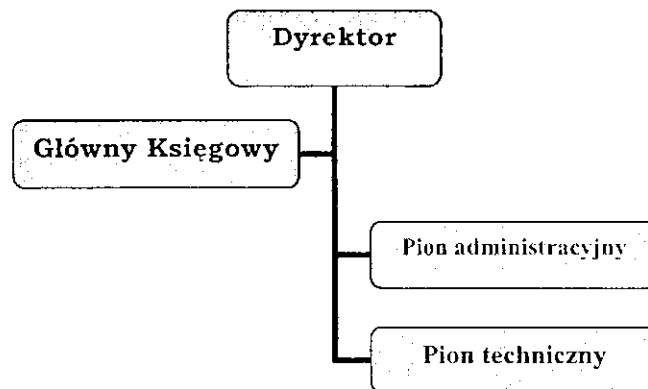 Dyrektor
Główny Księgowy
Pion administracyjny
Pion techniczny